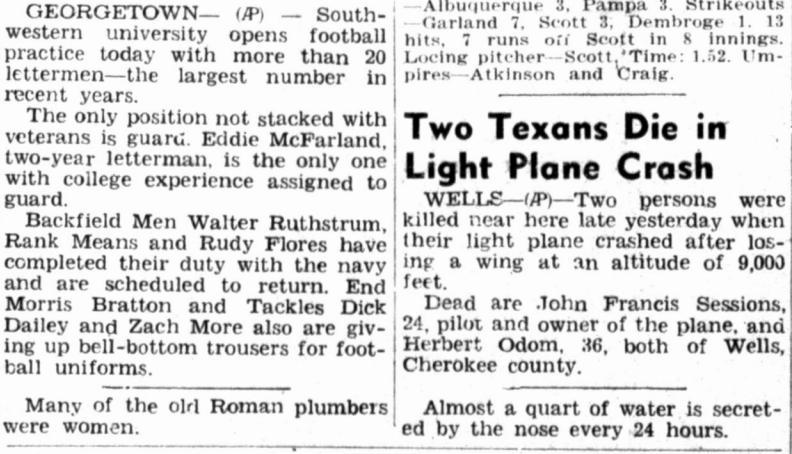 GEORGETOWN— (AP) — South-
western university opens football
practice today with more than 20
lettermen—the largest number in
recent years.
The only position not stacked with
veterans is guard. Eddie McFarland,
two-year letterman, is the only one
with college experience assigned to
guard.
Backfield Men Walter Ruthstrum,
Rank Means and Rudy Flores have
completed their duty with the navy
and are scheduled to return. End
Morris Bratton and Tackles Dick
Dailey and Zach More also are giv-
ing up bell-bottom trousers for foot-
ball uniforms.
Many of the old Roman plumbers
were women.
—Albuquerque 3, Pampa 3. Strikeouts
—Garland 7, Scott 3, Dembroge 1. 13
hits, 7 runs off Scott in 8 innings.
Locing pitcher—Scott. Time: 1.52. Um-
pires—Atkinson and Craig.
Two Texans Die in
Light Plane Crash
WELLS—(AP)—Two persons were
killed near here late yesterday when
their light plane crashed after los-
ing a wing at an altitude of 9,000
feet.
Dead are John Francis Sessions,
24, pilot and owner of the plane, and
Herbert Odom, 36, both of Wells,
Cherokee county.
Almost a quart of water is secret-
ed by the nose every 24 hours.